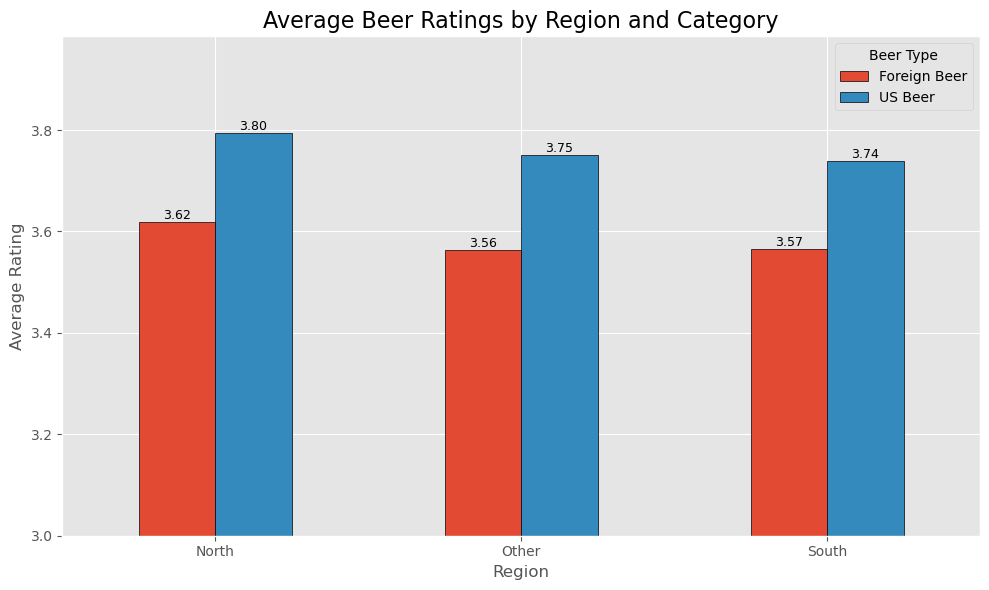 Average Beer Ratings by Region and Category
Beer Type
Foreign Beer
US Beer
Average Rating
3.8
3.6
3.4
3.2
3.0
3.62
3.80
3.56
3.75
3.57
3.74
North
Other
South
Region